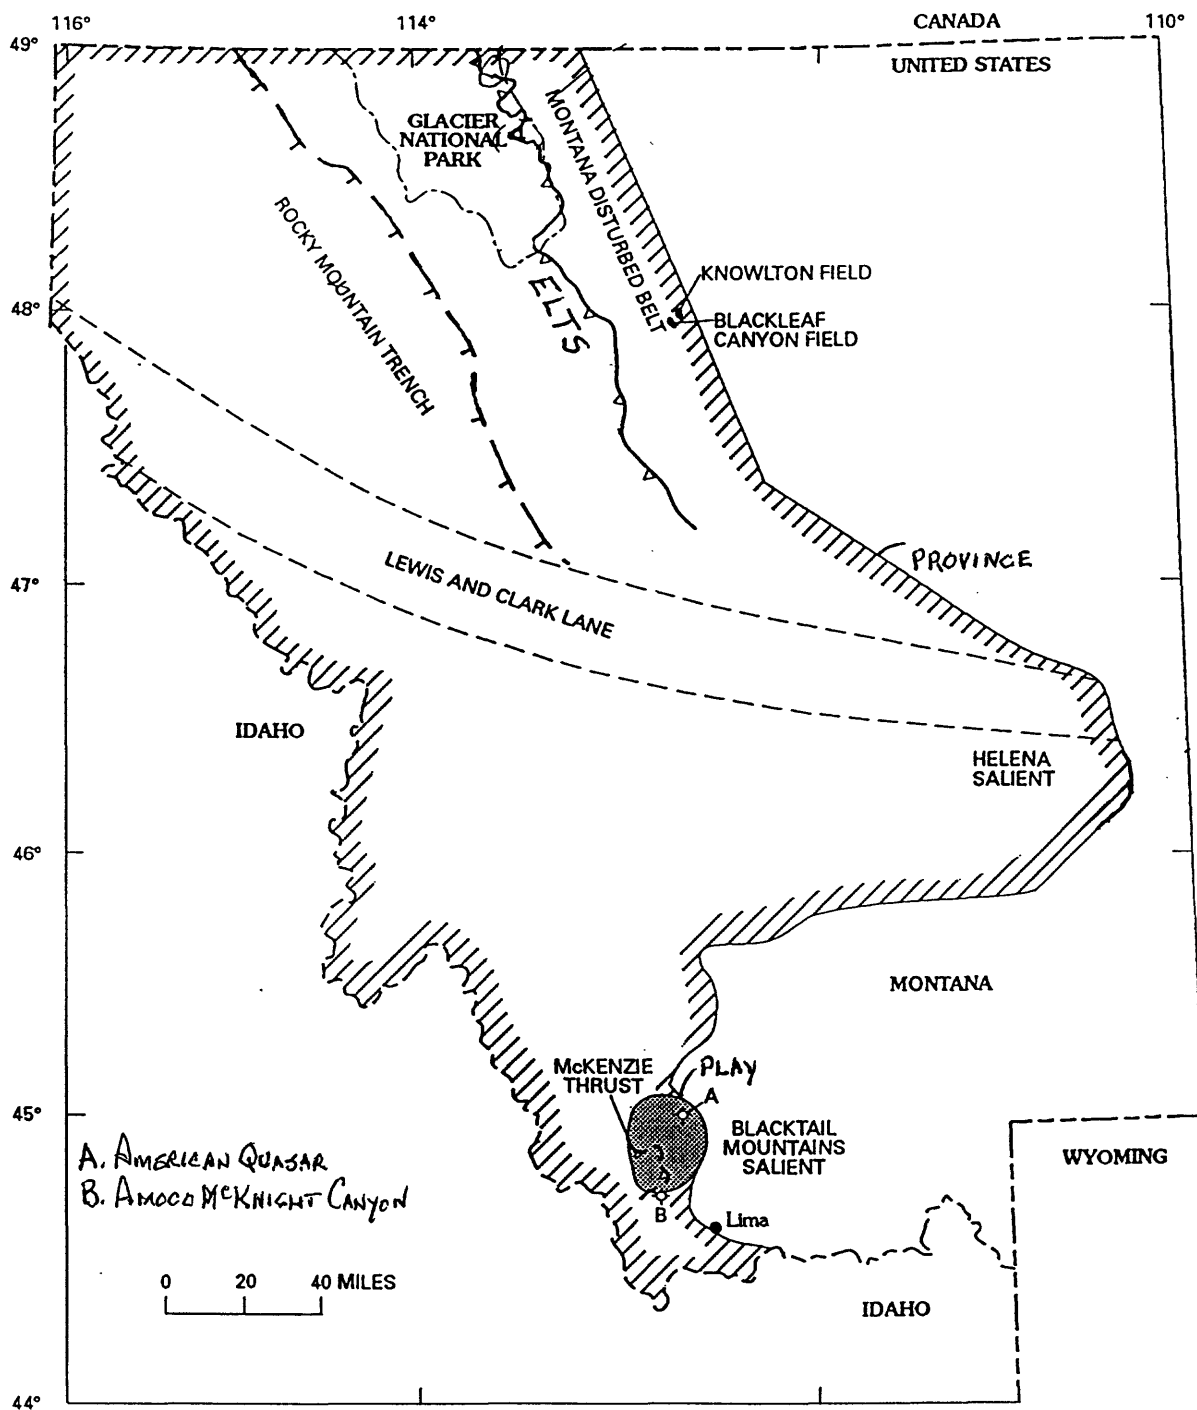 116°
114°
CANADA
110°
49°
UNITED STATES
GLACIER
NATIONAL
PARK
MONTANA DISTURBED BELT
ROCKY MOUNTAIN TRENCH
ELTS
KNOWLTON FIELD
48°
BLACKLEAF
CANYON FIELD
PROVINCE
47°
LEWIS AND CLARK LANE
IDAHO
HELENA
SALIENT
46°
MONTANA
McKENZIE
THRUST
PLAY
A
45°
BLACKTAIL
MOUNTAINS
SALIENT
WYOMING
A. AMERICAN QUASAR
B. AMOCO McKNIGHT CANYON
B
Lima
0 20 40 MILES
IDAHO
44°